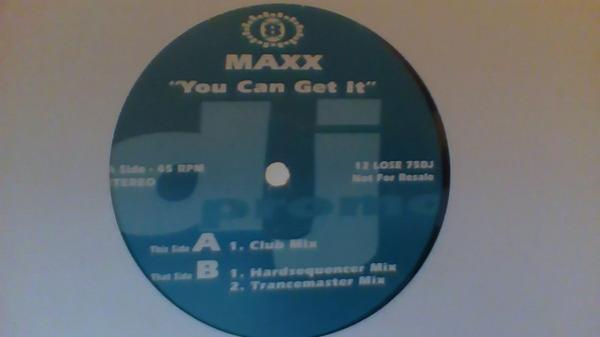 8
MAXX
"You Can Get It"
dj
promo
A Side - 45 RPM
STEREO
12 LOSE 75DJ
Not For Resale
This Side A 1. Club Mix
That Side B 1. Hardsequencer Mix
2. Trancemaster Mix